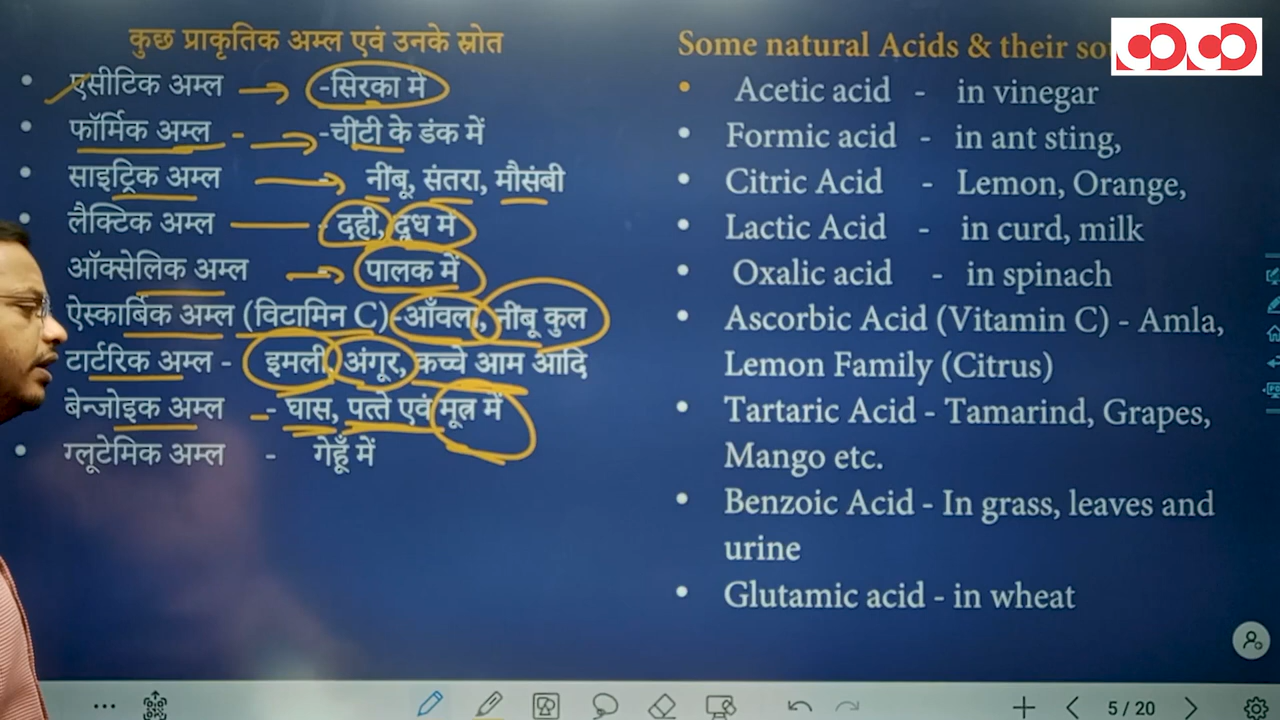 कुछ प्राकृतिक अम्ल एवं उनके स्रोत
एसीटिक अम्ल -सिरका में
फॉर्मिक अम्ल - -चींटी के डंक में
साइट्रिक अम्ल - नींबू, संतरा, मौसंबी
लैक्टिक अम्ल - दही, दूध में
ऑक्सेलिक अम्ल - पालक में
ऐस्कार्बिक अम्ल (विटामिन C) -आँवला, नींबू कुल
टार्टरिक अम्ल - इमली, अंगूर, कच्चे आम आदि
बेन्जोइक अम्ल - घास, पत्ते एवं मूत्र में
ग्लूटेमिक अम्ल - गेहूँ में
Some natural Acids & their
Acetic acid - in vinegar
Formic acid - in ant sting,
Citric Acid - Lemon, Orange,
Lactic Acid - in curd, milk
Oxalic acid - in spinach
Ascorbic Acid (Vitamin C) - Amla,
Lemon Family (Citrus)
Tartaric Acid - Tamarind, Grapes,
Mango etc.
Benzoic Acid - In grass, leaves and
urine
Glutamic acid - in wheat
5 / 20